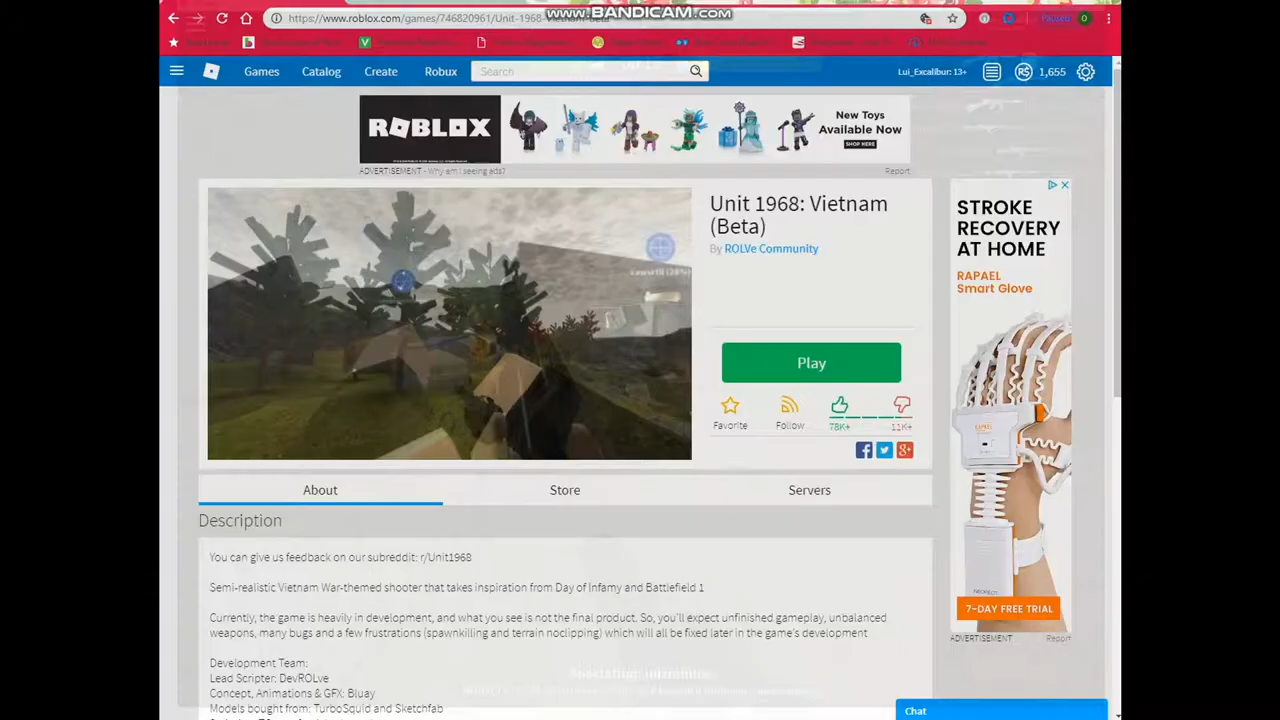 https://www.roblox.com/games/746820961/Unit-1968-Vietnam-Beta
www.BANDICAM.com
Paused
Games
Catalog
Create
Robux
Search
Lui_Excalibur: 13+
R$
1,655
ROBLOX
New Toys
Available Now
SHOP HERE
ADVERTISEMENT - Why am I seeing ads?
Report
Unit 1968: Vietnam
(Beta)
By ROLVe Community
Play
Favorite
Follow
78K+
11K+
About
Store
Servers
Description
You can give us feedback on our subreddit: r/Unit1968
Semi-realistic Vietnam War-themed shooter that takes inspiration from Day of Infamy and Battlefield 1
Currently, the game is heavily in development, and what you see is not the final product. So, you'll expect unfinished gameplay, unbalanced
weapons, many bugs and a few frustrations (spawnkilling and terrain noclipping) which will all be fixed later in the game's development
Development Team:
Lead Scripter: DevROLve
Concept, Animations & GFX: Bluay
Models bought from: TurboSquid and Sketchfab
STROKE
RECOVERY
AT HOME
RAPAEL
Smart Glove
7-DAY FREE TRIAL
ADVERTISEMENT
Report
Chat